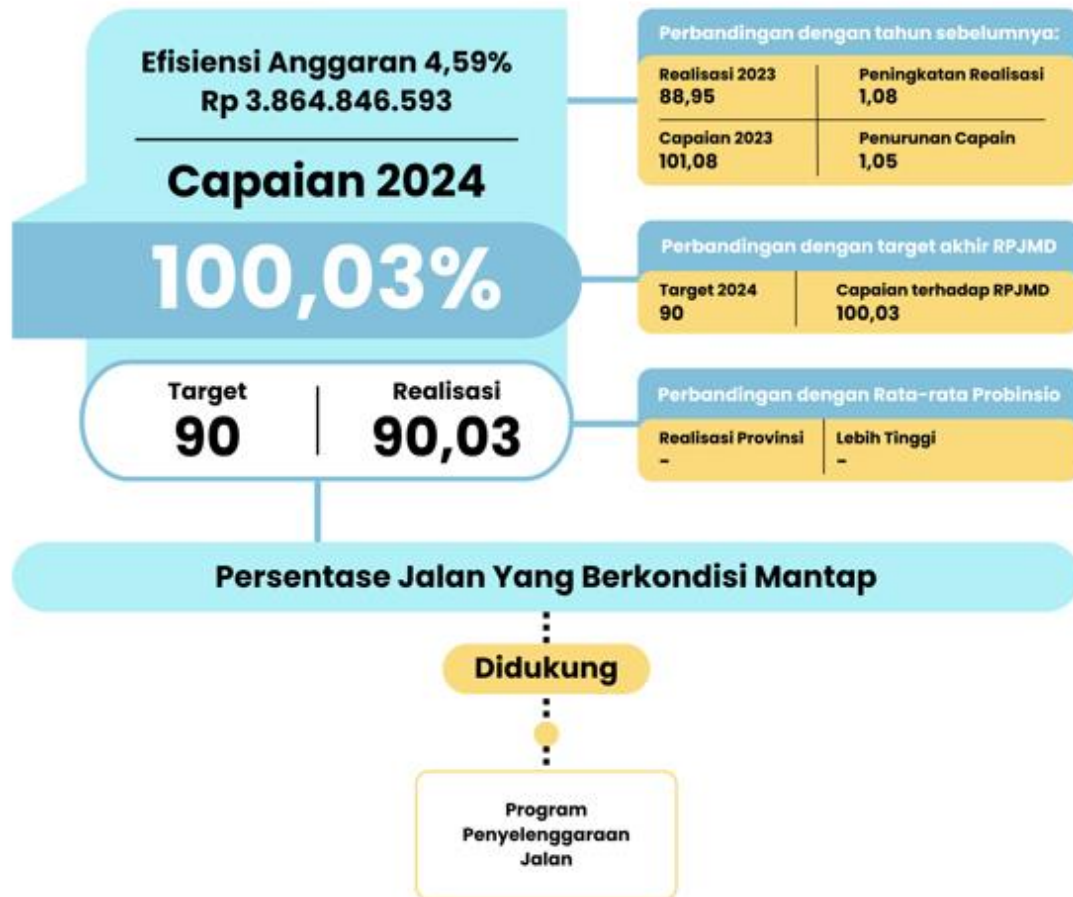 Efisiensi Anggaran 4,59%
Rp 3.864.846.593
Capaian 2024
100,03%
Target
90
Realisasi
90,03
Perbandingan dengan tahun sebelumnya:
Realisasi 2023
88,95
Peningkatan Realisasi
1,08
Capaian 2023
101,08
Penurunan Capain
1,05
Perbandingan dengan target akhir RPJMD
Target 2024
90
Capaian terhadap RPJMD
100,03
Perbandingan dengan Rata-rata Probinsio
Realisasi Provinsi
-
Lebih Tinggi
-
Persentase Jalan Yang Berkondisi Mantap
Didukung
Program
Penyelenggaraan
Jalan